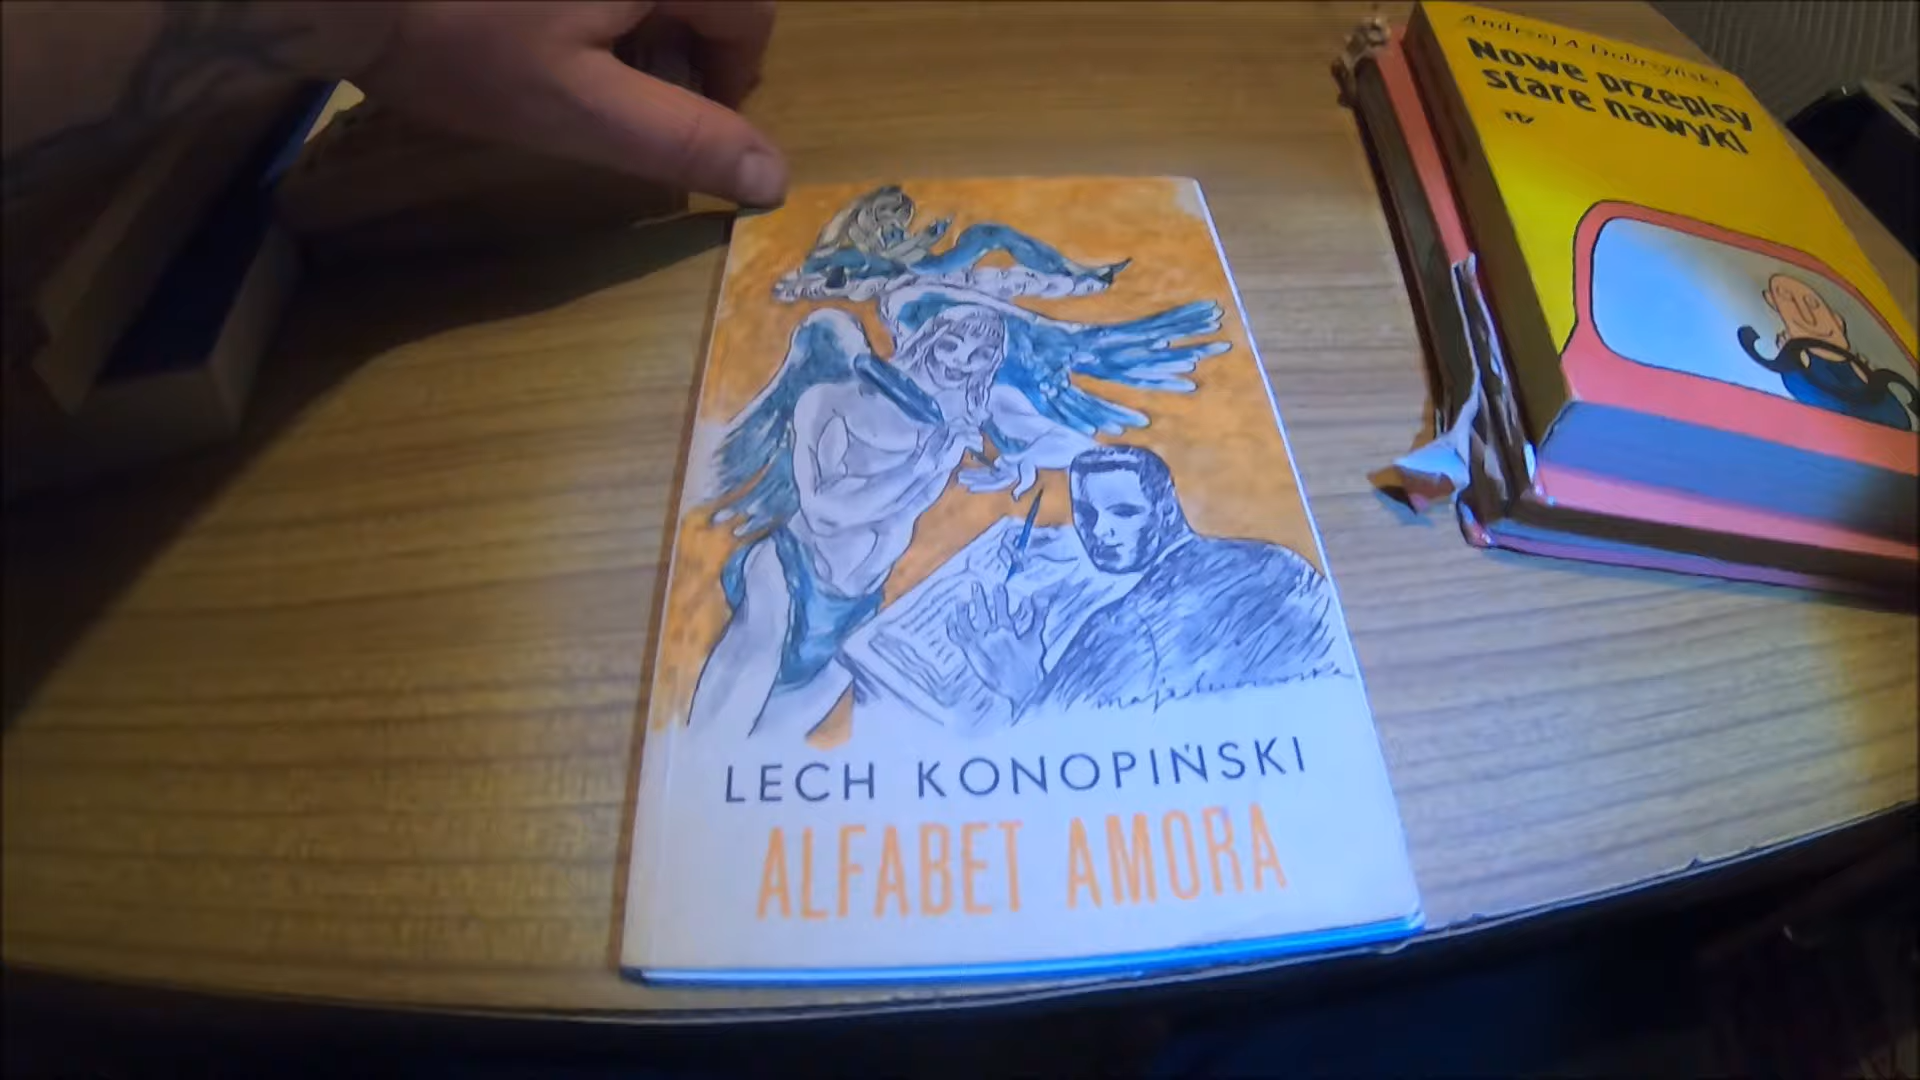 LECH KONOPIŃSKI
ALFABET AMORA
Andrzej A Dobrzyński
Nowe przepisy
stare nawyki